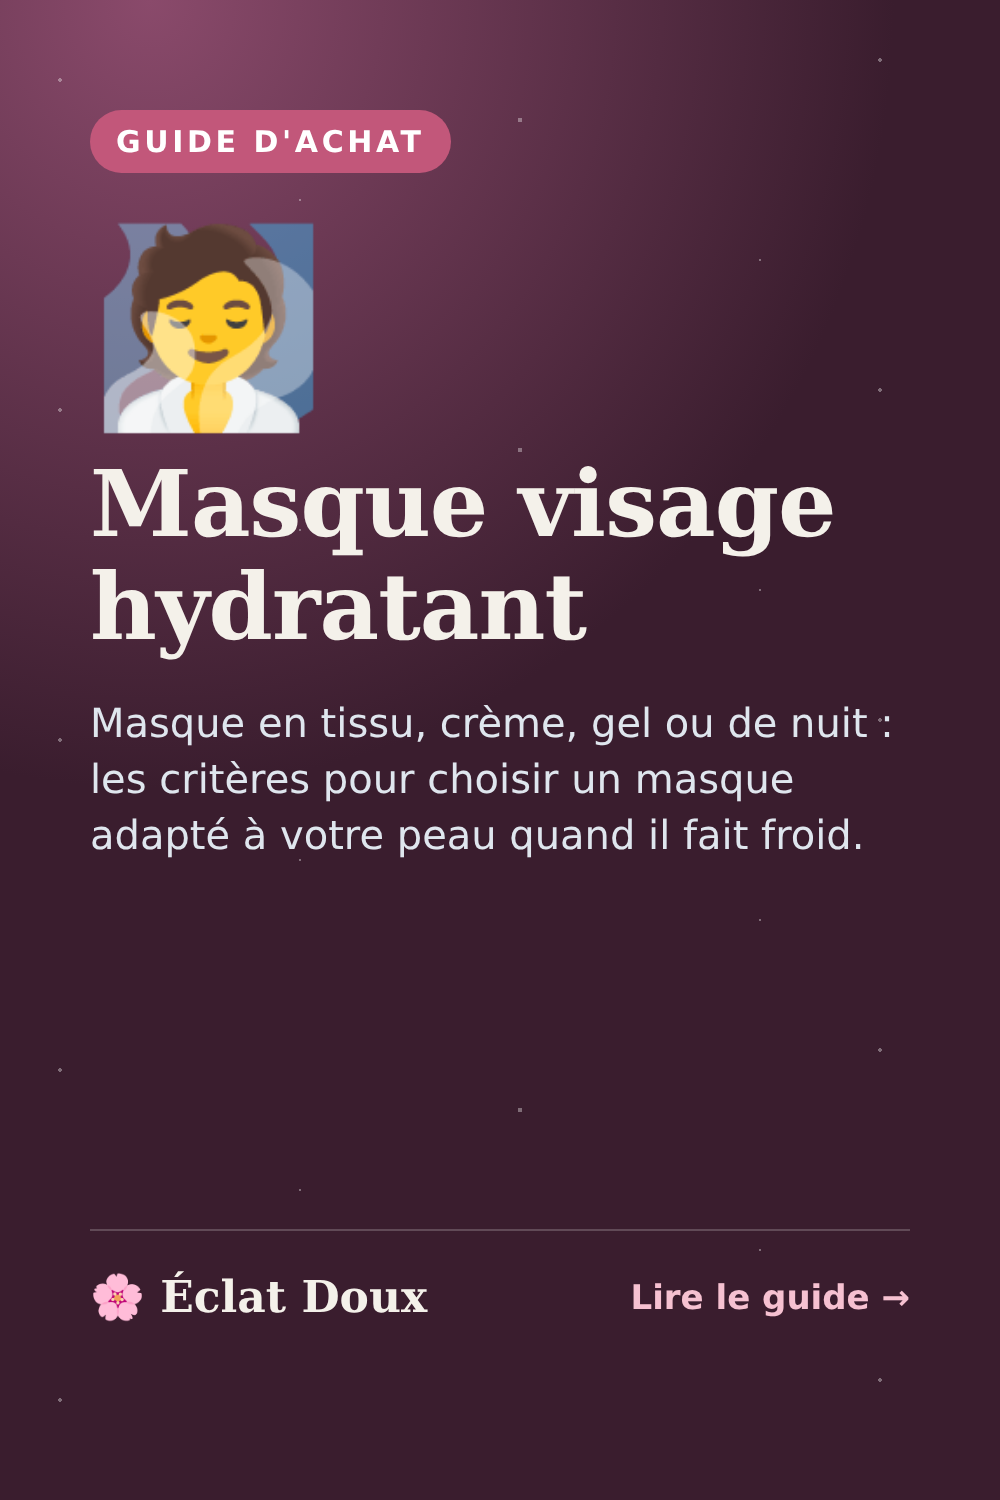 GUIDE D'ACHAT
Masque visage
hydratant
Masque en tissu, crème, gel ou de nuit :
les critères pour choisir un masque
adapté à votre peau quand il fait froid.
Éclat Doux
Lire le guide →